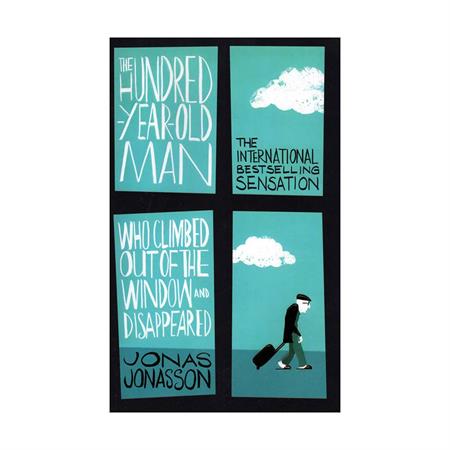 THE
HUNDRED
-YEAR-OLD
MAN
THE
INTERNATIONAL
BESTSELLING
SENSATION
WHO CLIMBED
OUT OF THE
WINDOW AND
DISAPPEARED
JONAS
JONASSON